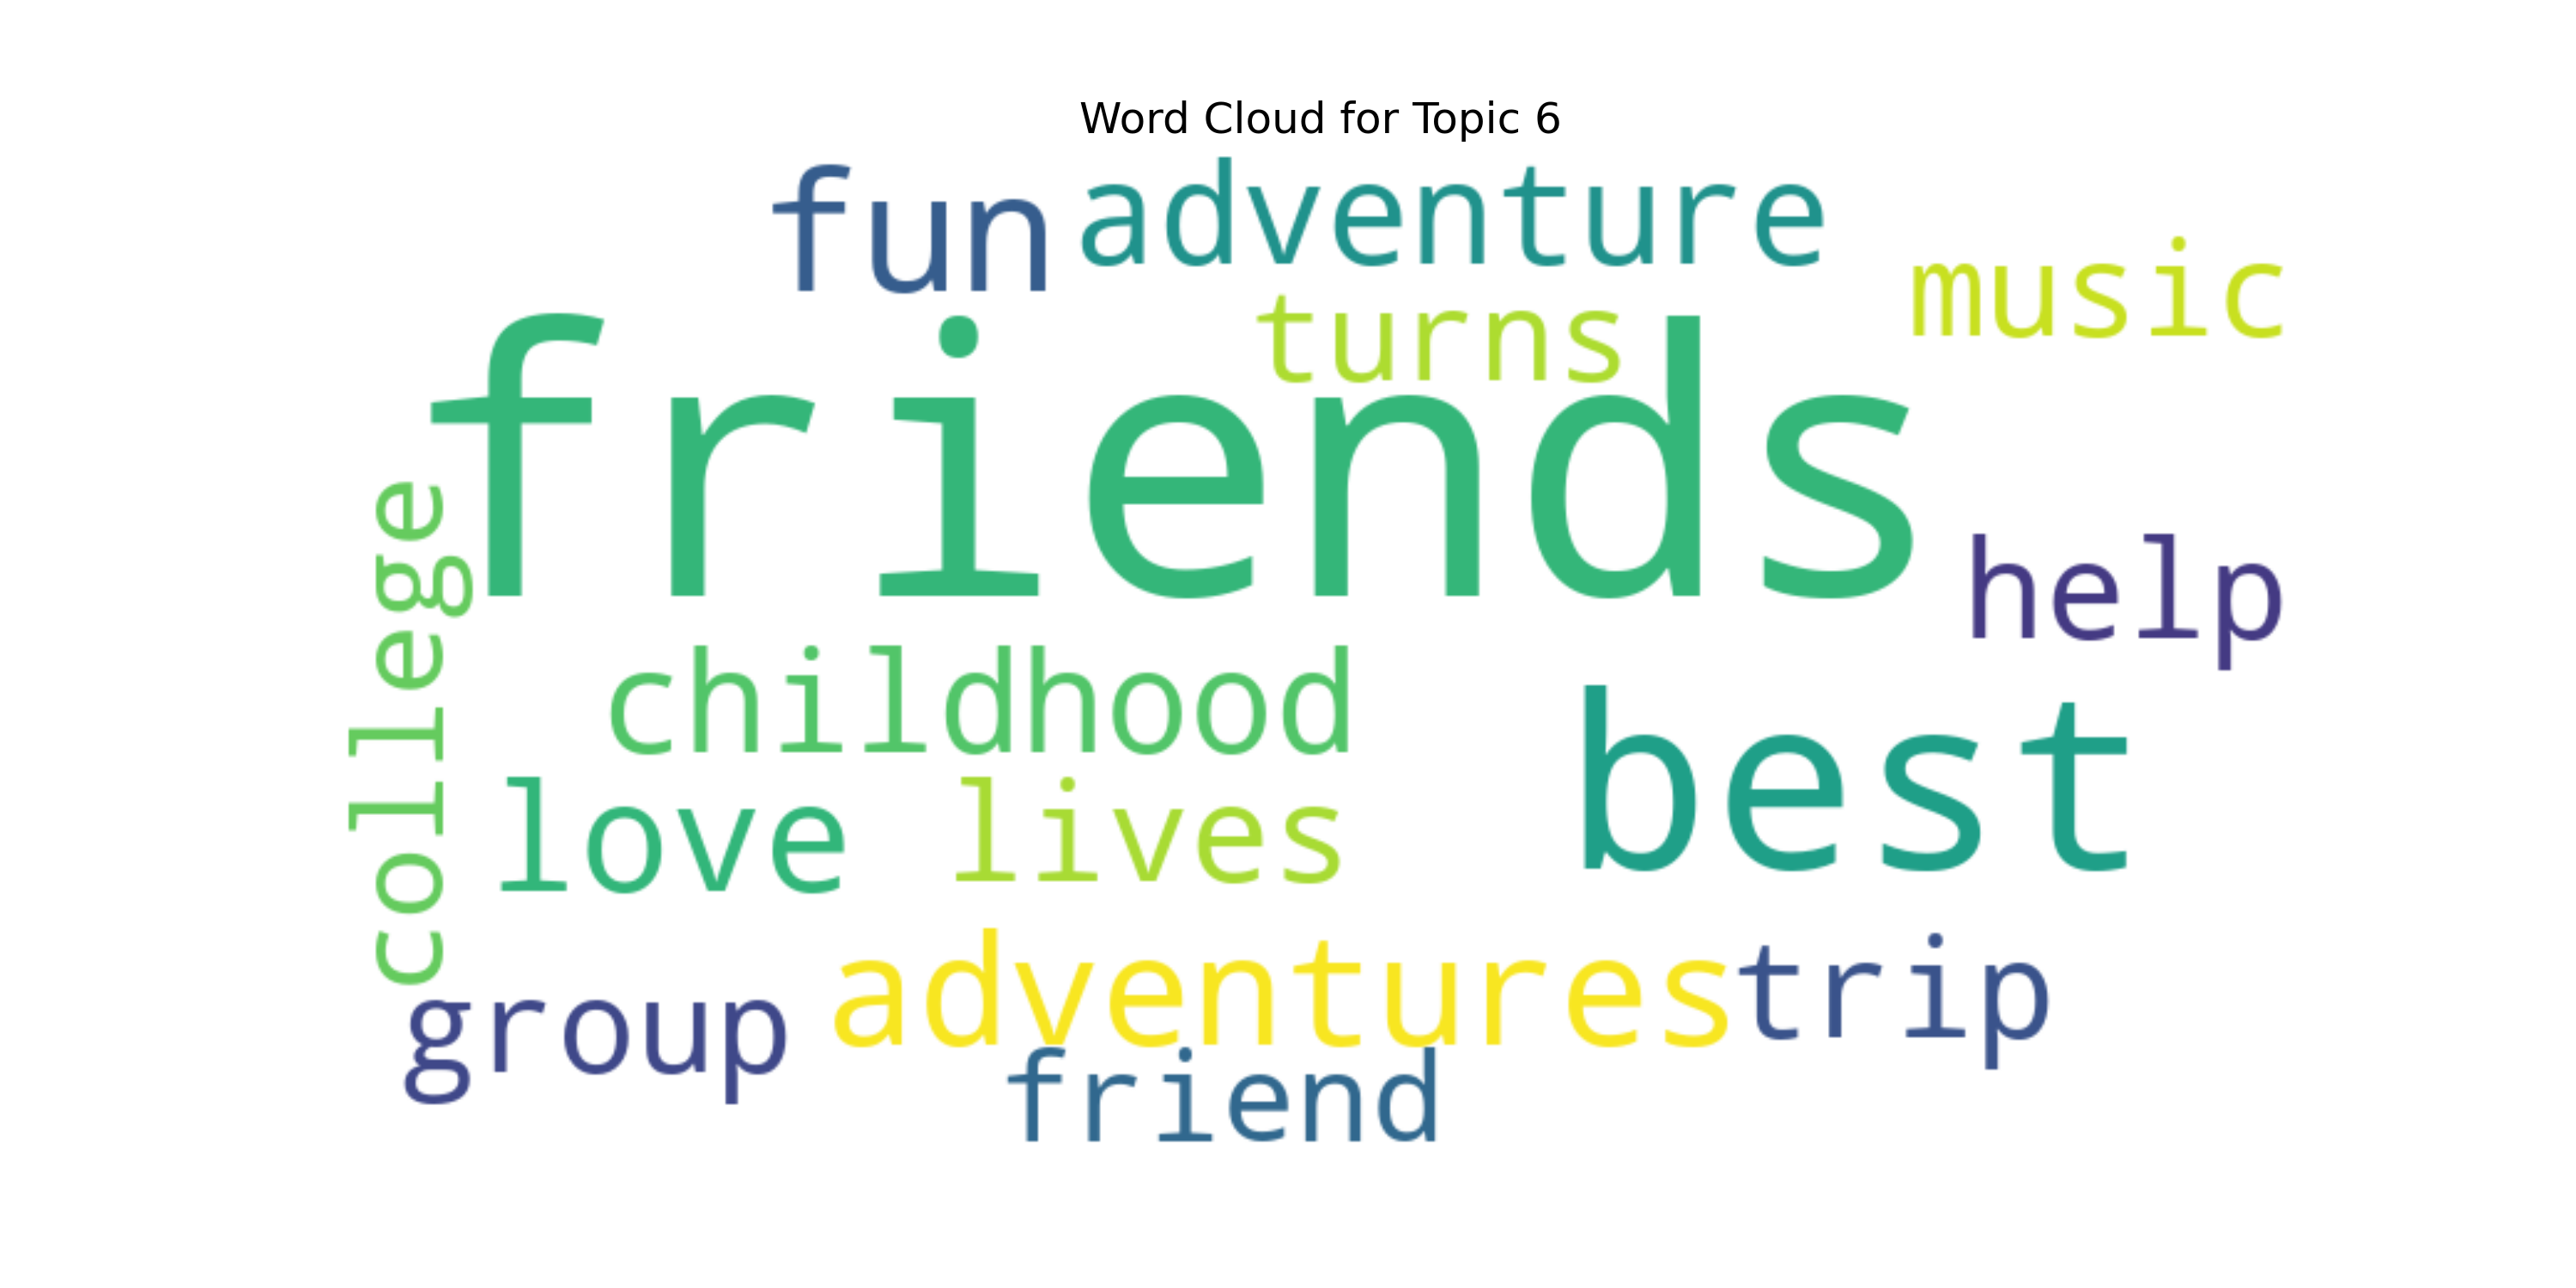 Word Cloud for Topic 6
fun adventure
music
turns
friends
college
help
childhood
best
love lives
adventures trip
group
friend